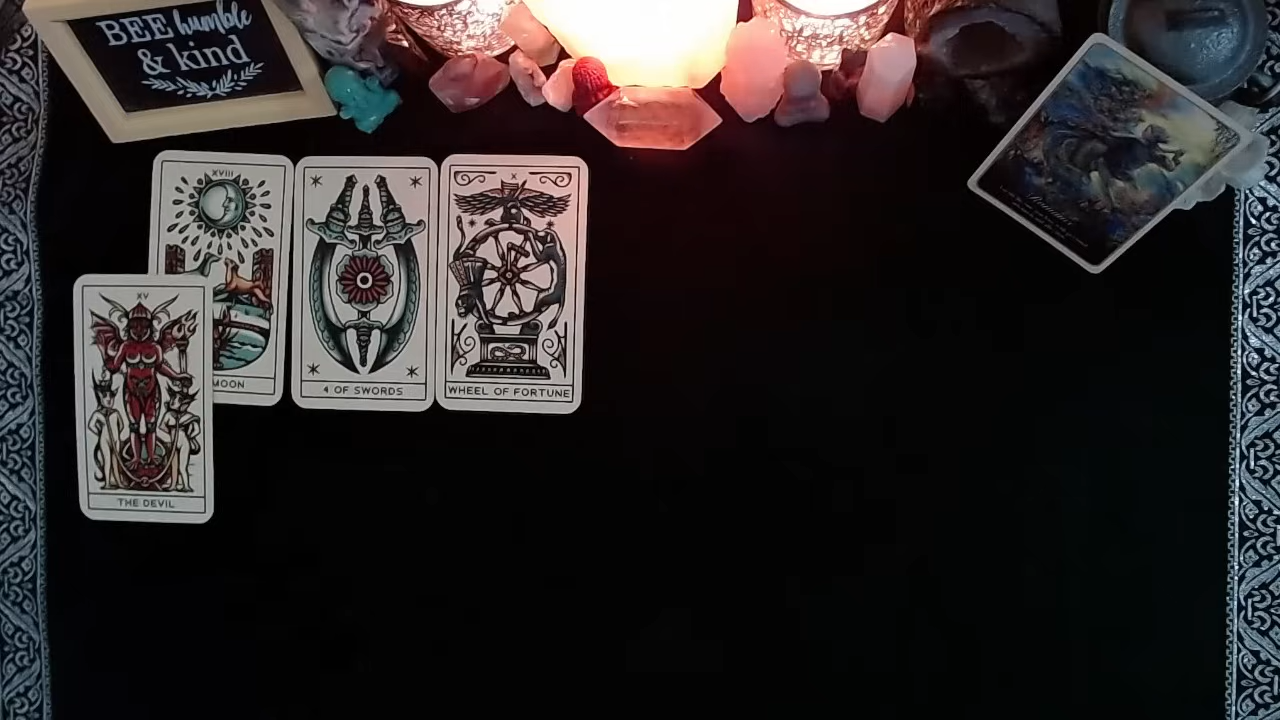 BEE humble
& kind
XVIII
MOON
4 OF SWORDS
X
WHEEL OF FORTUNE
XV
THE DEVIL